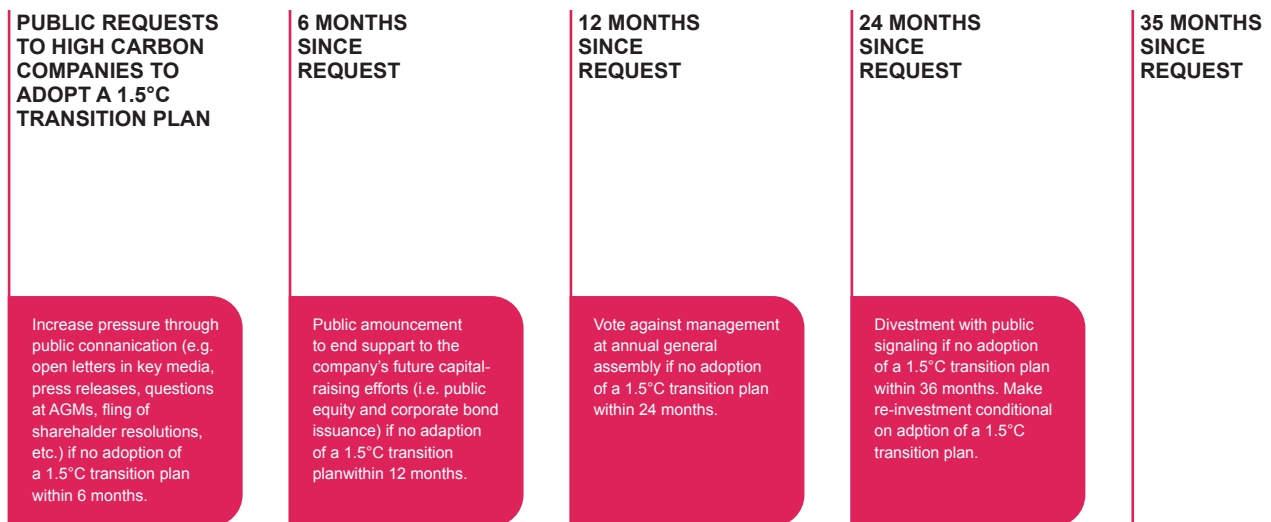 PUBLIC REQUESTS
TO HIGH CARBON
COMPANIES TO
ADOPT A 1.5°C
TRANSITION PLAN
6 MONTHS
SINCE
REQUEST
12 MONTHS
SINCE
REQUEST
24 MONTHS
SINCE
REQUEST
35 MONTHS
SINCE
REQUEST
Increase pressure through
public connanication (e.g.
open letters in key media,
press releases, questions
at AGMs, fling of
sharehalder resolutions,
etc.) if no adoption of
a 1.5°C transition plan
within 6 months.
Public amouncement
to end suppart to the
company's future capital-
raising efforts (i.e. public
equity and corporate bond
issuance) if no adaption
of a 1.5°C transition
planwithin 12 months.
Vote against management
at annual general
assembly if no adoption
of a 1.5°C transition plan
within 24 months.
Divestment with public
signaling if no adoption
of a 1.5°C transition plan
within 36 months. Make
re-investment conditional
on adption of a 1.5°C
transition plan.